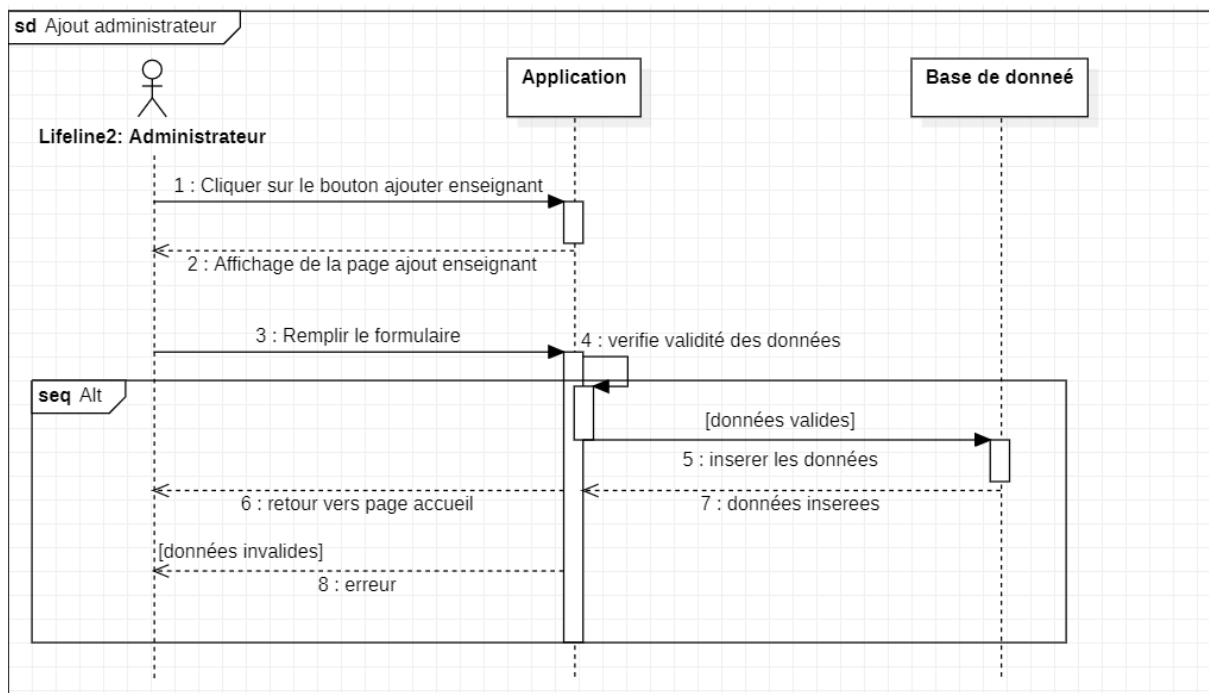 sd Ajout administrateur
Application
Base de donneé
Lifeline2: Administrateur
1 : Cliquer sur le bouton ajouter enseignant
2 : Affichage de la page ajout enseignant
3 : Remplir le formulaire
4 : verifie validité des données
seq Alt
[données valides]
5 : inserer les données
6 : retour vers page accueil
7 : données inserees
[données invalides]
8 : erreur